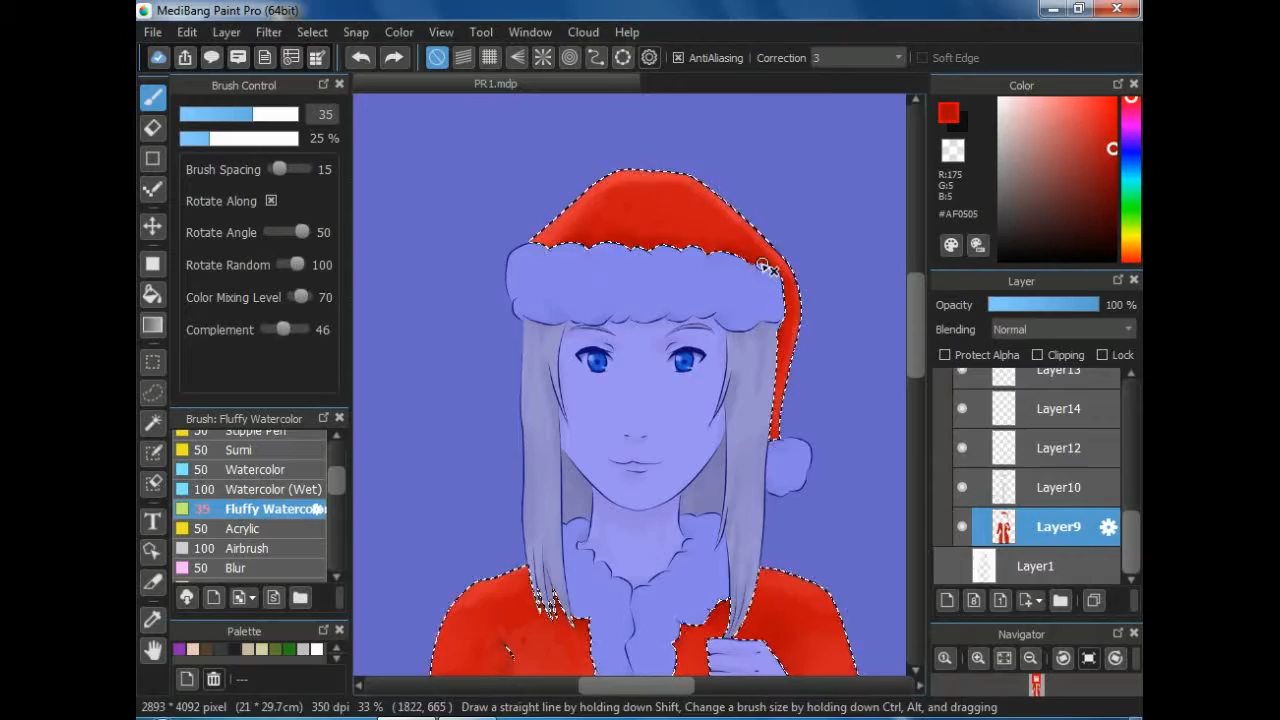 MediBang Paint Pro (64bit)
File Edit Layer Filter Select Snap Color View Tool Window Cloud Help
AntiAliasing Correction 3 Soft Edge
Brush Control
35
25 %
Brush Spacing 15
Rotate Along
Rotate Angle 50
Rotate Random 100
Color Mixing Level 70
Complement 46
Brush: Fluffy Watercolor
50 Stipple Pen
50 Sumi
50 Watercolor
100 Watercolor (Wet)
35 Fluffy Watercolo
50 Acrylic
100 Airbrush
50 Blur
Palette
---
PR1.mdp
Color
R:175
G:5
B:5
#AF0505
Layer
Opacity 100 %
Blending Normal
Protect Alpha Clipping Lock
Layer13
Layer14
Layer12
Layer10
Layer9
Layer1
Navigator
2893 * 4092 pixel (21 * 29.7cm) 350 dpi 33 % (1822, 665) Draw a straight line by holding down Shift, Change a brush size by holding down Ctrl, Alt, and dragging